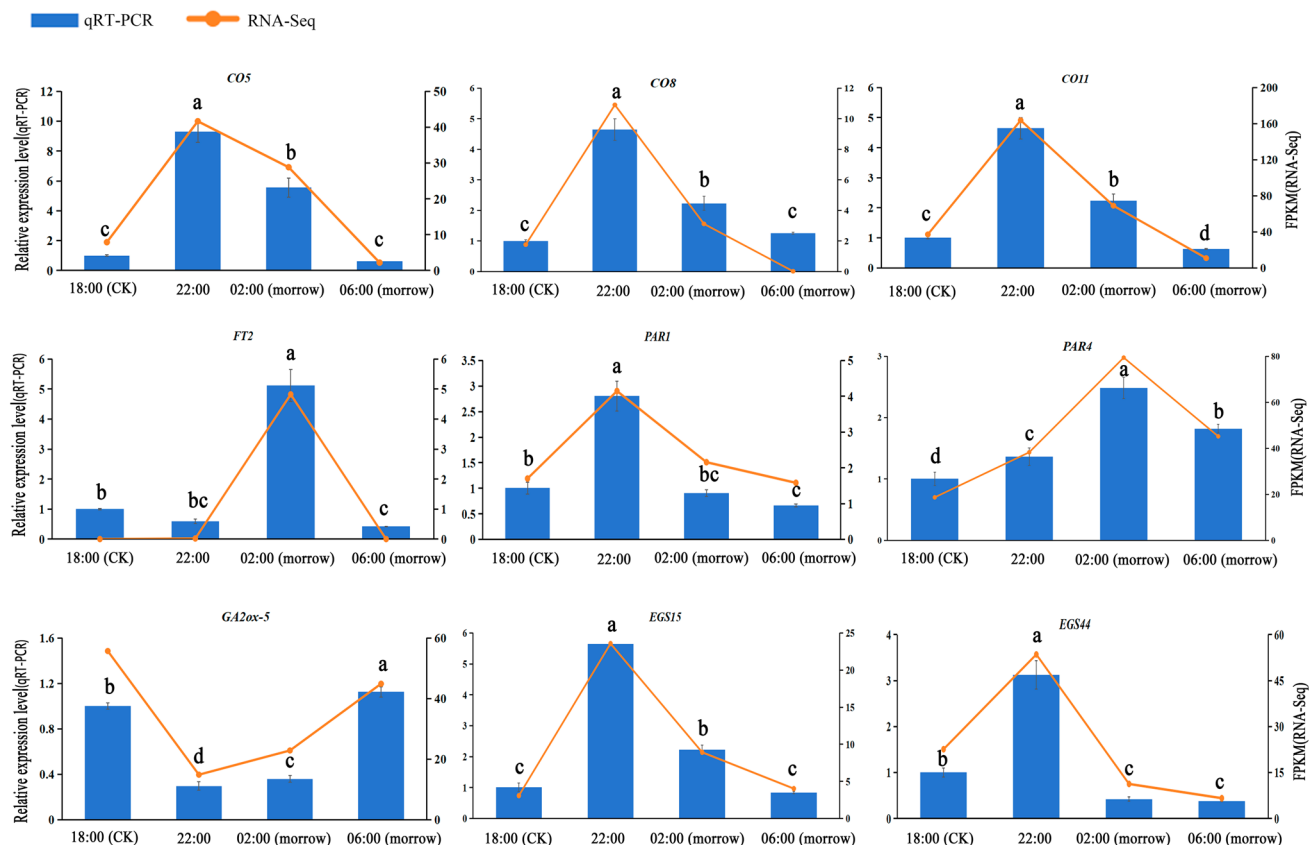 qRT-PCR RNA-Seq
CO5 CO8 CO11
Relative expression level(qRT-PCR)
12 10 8 6 4 2 0
c a b c
50 40 30 20 10 0
18:00 (CK) 22:00 02:00 (morrow) 06:00 (morrow)
6 5 4 3 2 1 0
c a b c
12 10 8 6 4 2 0
18:00 (CK) 22:00 02:00 (morrow) 06:00 (morrow)
6 5 4 3 2 1 0
c a b d
200 160 120 80 40 0
FPKM(RNA-Seq)
18:00 (CK) 22:00 02:00 (morrow) 06:00 (morrow)
FT2 PAR1 PAR4
Relative expression level(qRT-PCR)
6 5 4 3 2 1 0
b bc a c
6 5 4 3 2 1 0
18:00 (CK) 22:00 02:00 (morrow) 06:00 (morrow)
3.5 3 2.5 2 1.5 1 0.5 0
b a bc c
5 4 3 2 1 0
18:00 (CK) 22:00 02:00 (morrow) 06:00 (morrow)
3 2 1 0
d c a b
80 60 40 20 0
FPKM(RNA-Seq)
18:00 (CK) 22:00 02:00 (morrow) 06:00 (morrow)
GA2ox-5 EGS15 EGS44
Relative expression level(qRT-PCR)
1.6 1.2 0.8 0.4 0
b d c a
60 40 20 0
18:00 (CK) 22:00 02:00 (morrow) 06:00 (morrow)
6 5 4 3 2 1 0
c a b c
25 20 15 10 5 0
18:00 (CK) 22:00 02:00 (morrow) 06:00 (morrow)
4 3 2 1 0
b a c c
60 45 30 15 0
FPKM(RNA-Seq)
18:00 (CK) 22:00 02:00 (morrow) 06:00 (morrow)